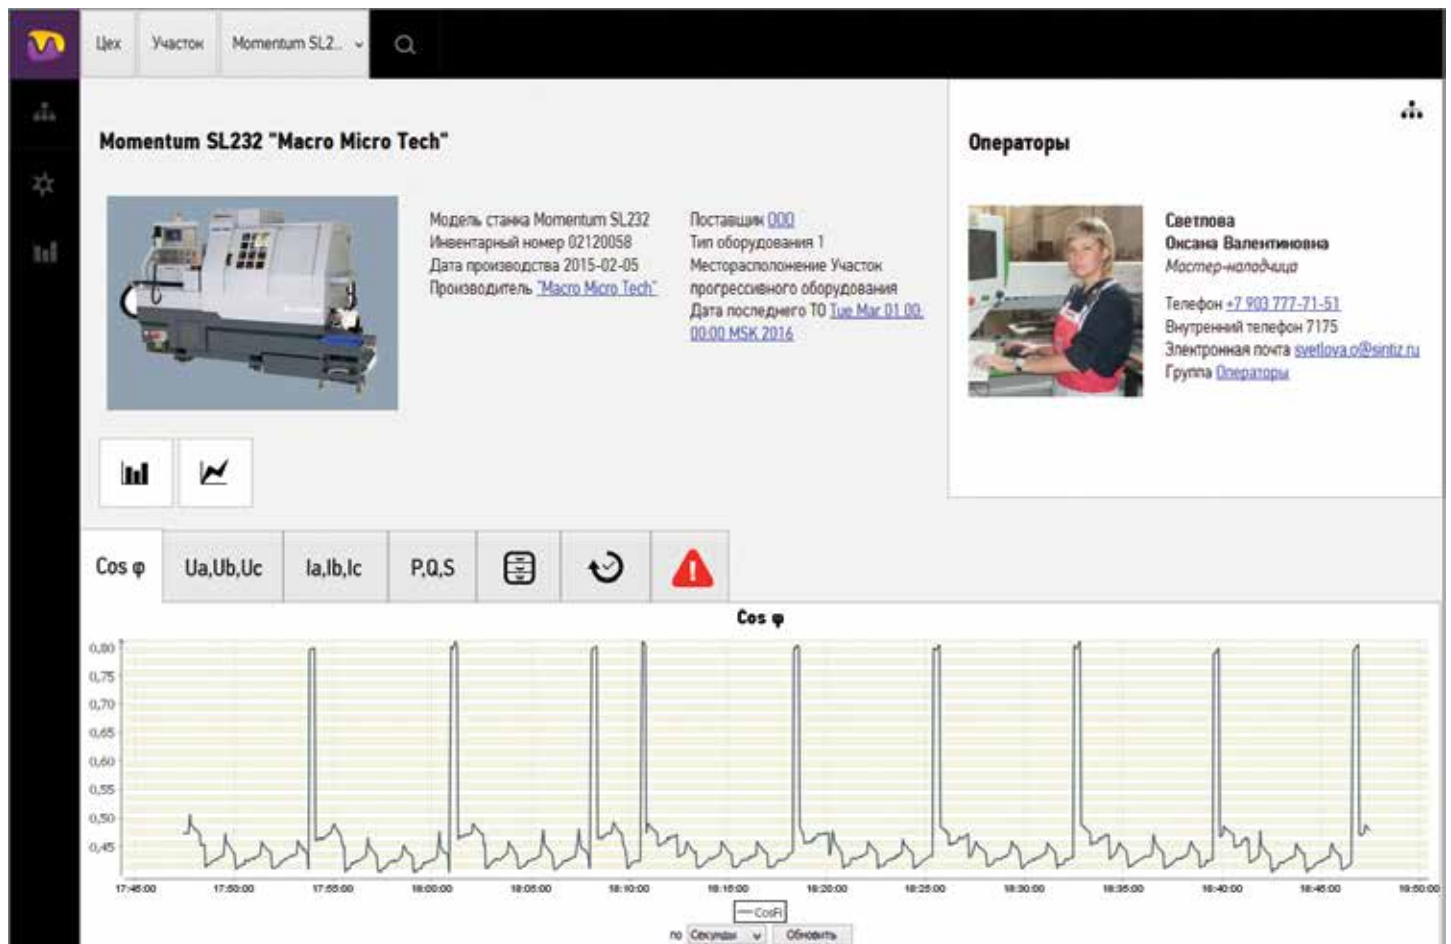 Цех
Участок
Momentum SL2...
Momentum SL232 "Macro Micro Tech"
Модель станка Momentum SL232
Инвентарный номер 02120058
Дата производства 2015-02-05
Производитель "Macro Micro Tech"
Поставщик ООО
Тип оборудования 1
Месторасположение Участок
прогрессивного оборудования
Дата последнего ТО Tue Mar 01 00:
00:00 MSK 2016
Операторы
Светлова
Оксана Валентиновна
Мастер-наладчица
Телефон +7 903 777-71-51
Внутренний телефон 7175
Электронная почта svetlova.o@sintiz.ru
Группа Операторы
Cos φ
Ua,Ub,Uc
Ia,Ib,Ic
P,Q,S
Cos φ
0,80
0,75
0,70
0,65
0,60
0,55
0,50
0,45
17:45:00 17:50:00 17:55:00 18:00:00 18:05:00 18:10:00 18:15:00 18:20:00 18:25:00 18:30:00 18:35:00 18:40:00 18:45:00 18:50:00
CosFi
по Секундам Обновить